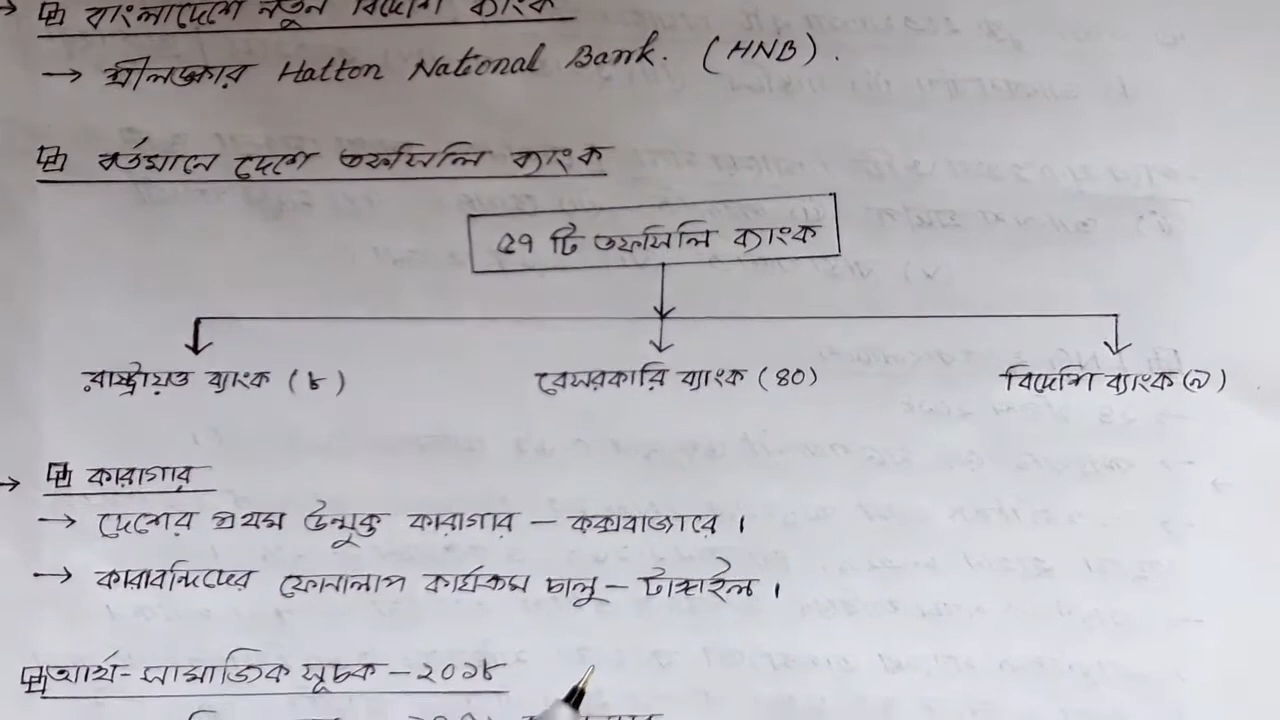 বাংলাদেশে নতুন বিদেশি ব্যাংক
→ শ্রীলঙ্কার Hatton National Bank. (HNB).
বর্তমানে দেশে তফসিলি ব্যাংক
৫৭ টি তফসিলি ব্যাংক
রাষ্ট্রায়ত্ত ব্যাংক (৮) বেসরকারি ব্যাংক (৪০) বিদেশি ব্যাংক (৯)
→ কারাগার
→ দেশের প্রথম উন্মুক্ত কারাগার – কক্সবাজারে।
→ কারাবন্দিদের ফোনালাপ কার্যক্রম চালু – টাঙ্গাইল।
আর্থ-সামাজিক সূচক – ২০১৮